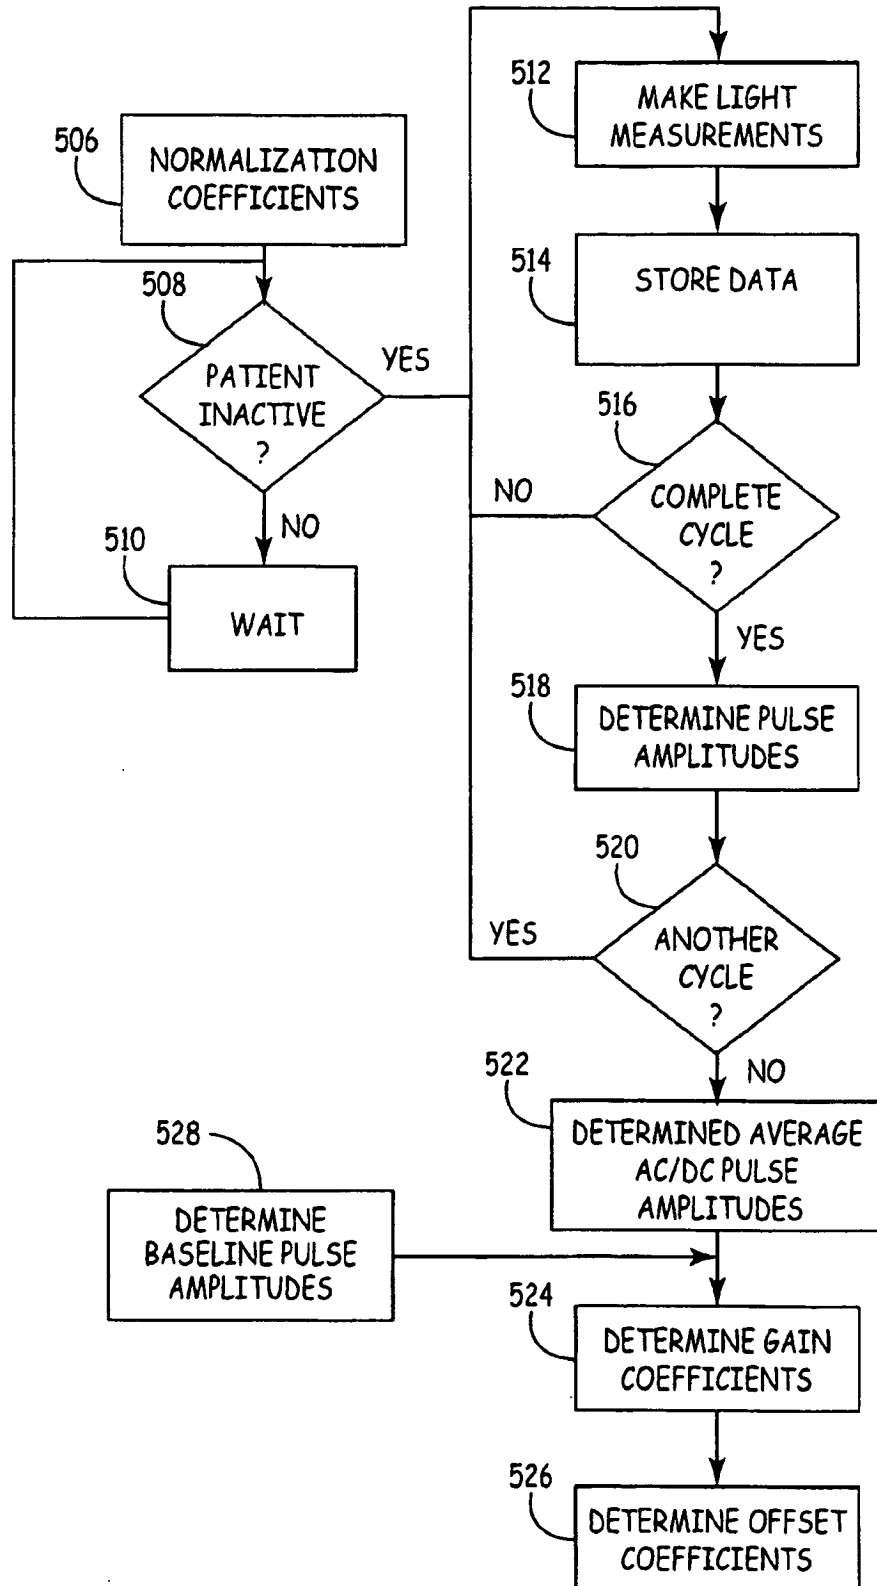 506
NORMALIZATION
COEFFICIENTS
508
PATIENT
INACTIVE
?
YES
NO
510
WAIT
512
MAKE LIGHT
MEASUREMENTS
514
STORE DATA
516
COMPLETE
CYCLE
?
NO
YES
518
DETERMINE PULSE
AMPLITUDES
520
ANOTHER
CYCLE
?
YES
NO
522
DETERMINED AVERAGE
AC/DC PULSE
AMPLITUDES
528
DETERMINE
BASELINE PULSE
AMPLITUDES
524
DETERMINE GAIN
COEFFICIENTS
526
DETERMINE OFFSET
COEFFICIENTS